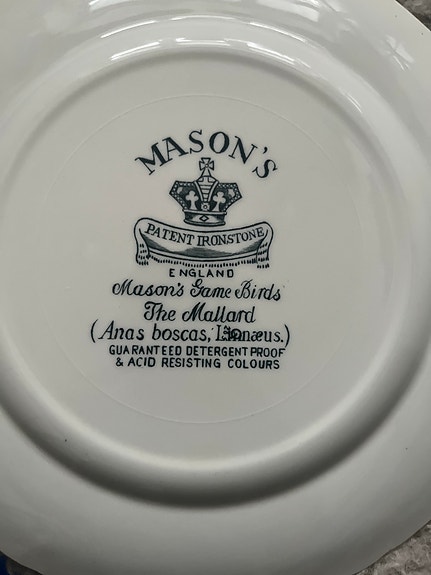 MASON'S
PATENT IRONSTONE
ENGLAND
Mason's Game Birds
The Mallard
(Anas boscas, Linnæus.)
GUARANTEED DETERGENT PROOF
& ACID RESISTING COLOURS